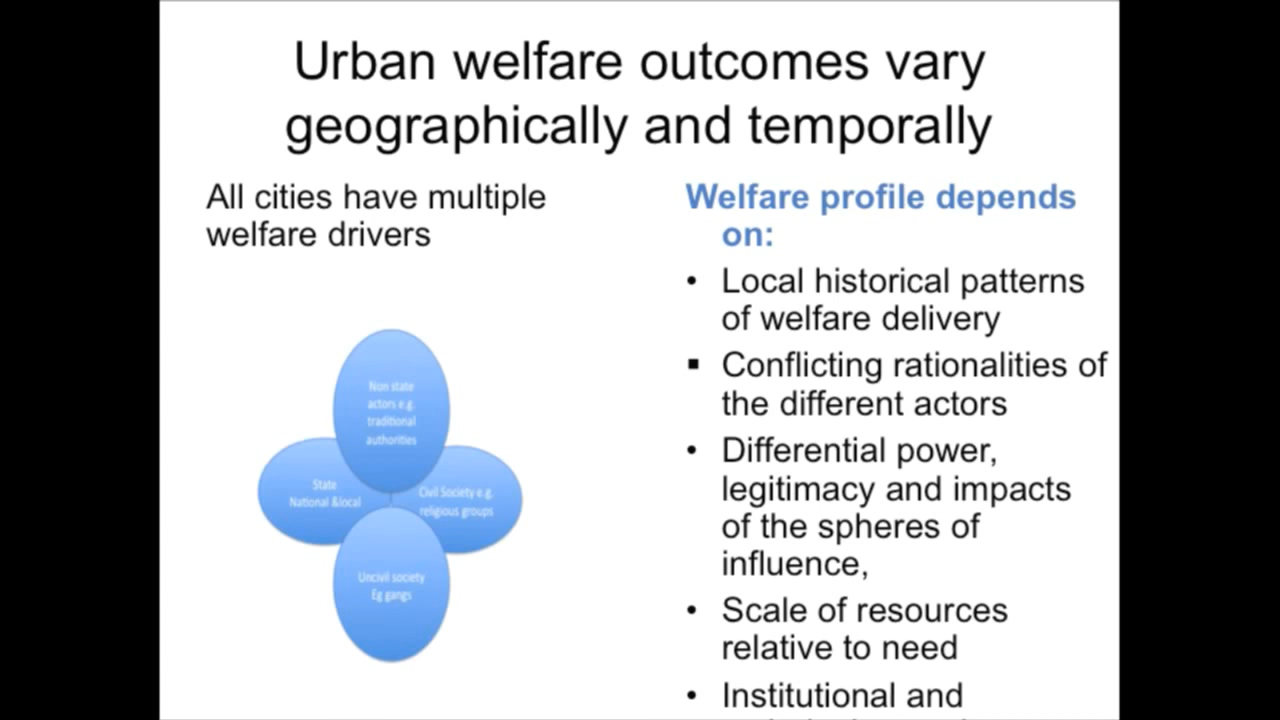 Urban welfare outcomes vary
geographically and temporally
All cities have multiple
welfare drivers
Non state
actors e.g.
traditional
authorities
State
National &local
Civil Society e.g.
religious groups
Uncivil society
Eg gangs
Welfare profile depends
on:
• Local historical patterns
of welfare delivery
▪ Conflicting rationalities of
the different actors
• Differential power,
legitimacy and impacts
of the spheres of
influence,
• Scale of resources
relative to need
• Institutional and